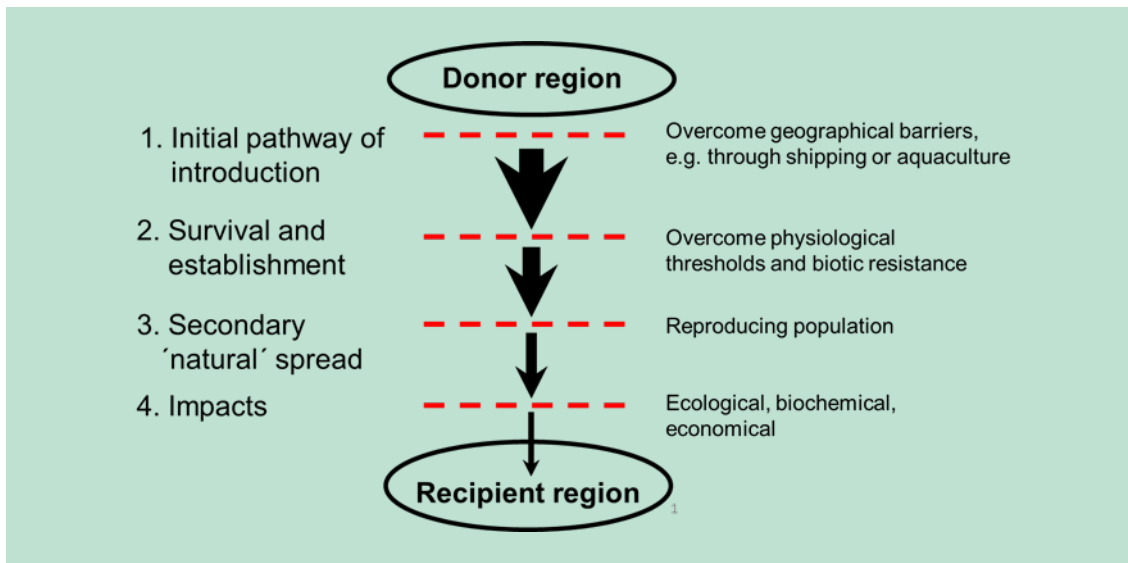 Donor region
1. Initial pathway of
introduction
Overcome geographical barriers,
e.g. through shipping or aquaculture
2. Survival and
establishment
Overcome physiological
thresholds and biotic resistance
3. Secondary
´natural´ spread
Reproducing population
4. Impacts
Ecological, biochemical,
economical
Recipient region
1